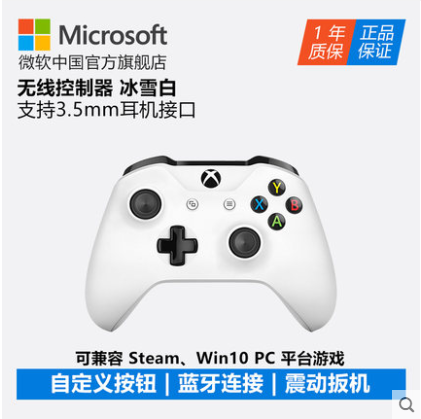 Microsoft
微软中国官方旗舰店
1年 正品
质保 保证
无线控制器 冰雪白
支持3.5mm耳机接口
Y
X B
A
可兼容 Steam、Win10 PC 平台游戏
自定义按钮 | 蓝牙连接 | 震动扳机